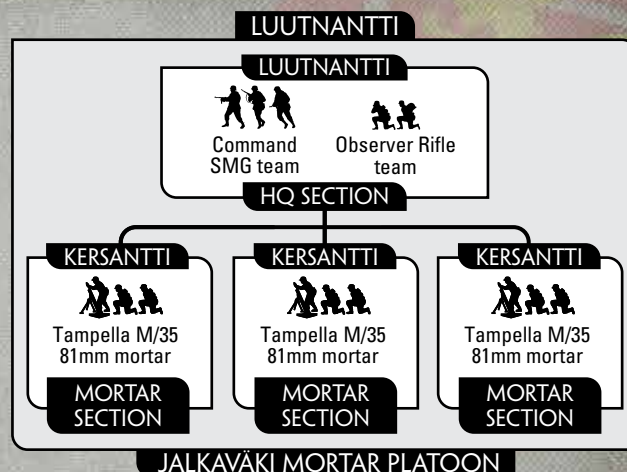 LUUTNANTTI
LUUTNANTTI
Command
SMG team
Observer Rifle
team
HQ SECTION
KERSANTTI
Tampella M/35
81mm mortar
MORTAR
SECTION
KERSANTTI
Tampella M/35
81mm mortar
MORTAR
SECTION
KERSANTTI
Tampella M/35
81mm mortar
MORTAR
SECTION
JALKAVÄKI MORTAR PLATOON